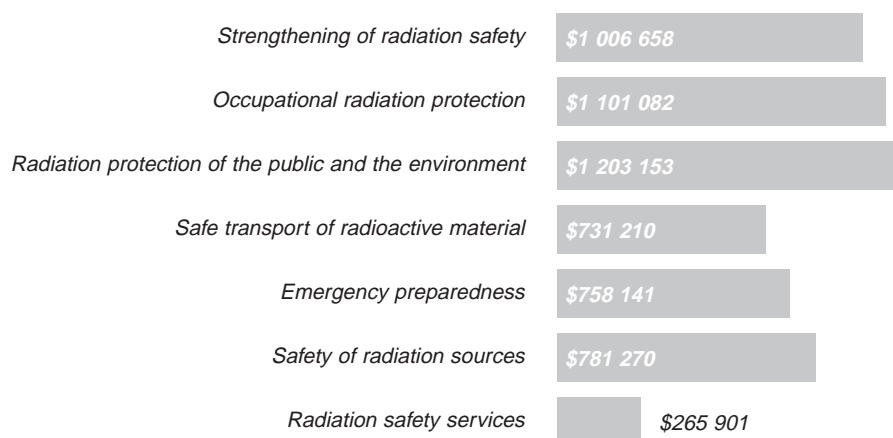 Strengthening of radiation safety $1 006 658
Occupational radiation protection $1 101 082
Radiation protection of the public and the environment $1 203 153
Safe transport of radioactive material $731 210
Emergency preparedness $758 141
Safety of radiation sources $781 270
Radiation safety services $265 901